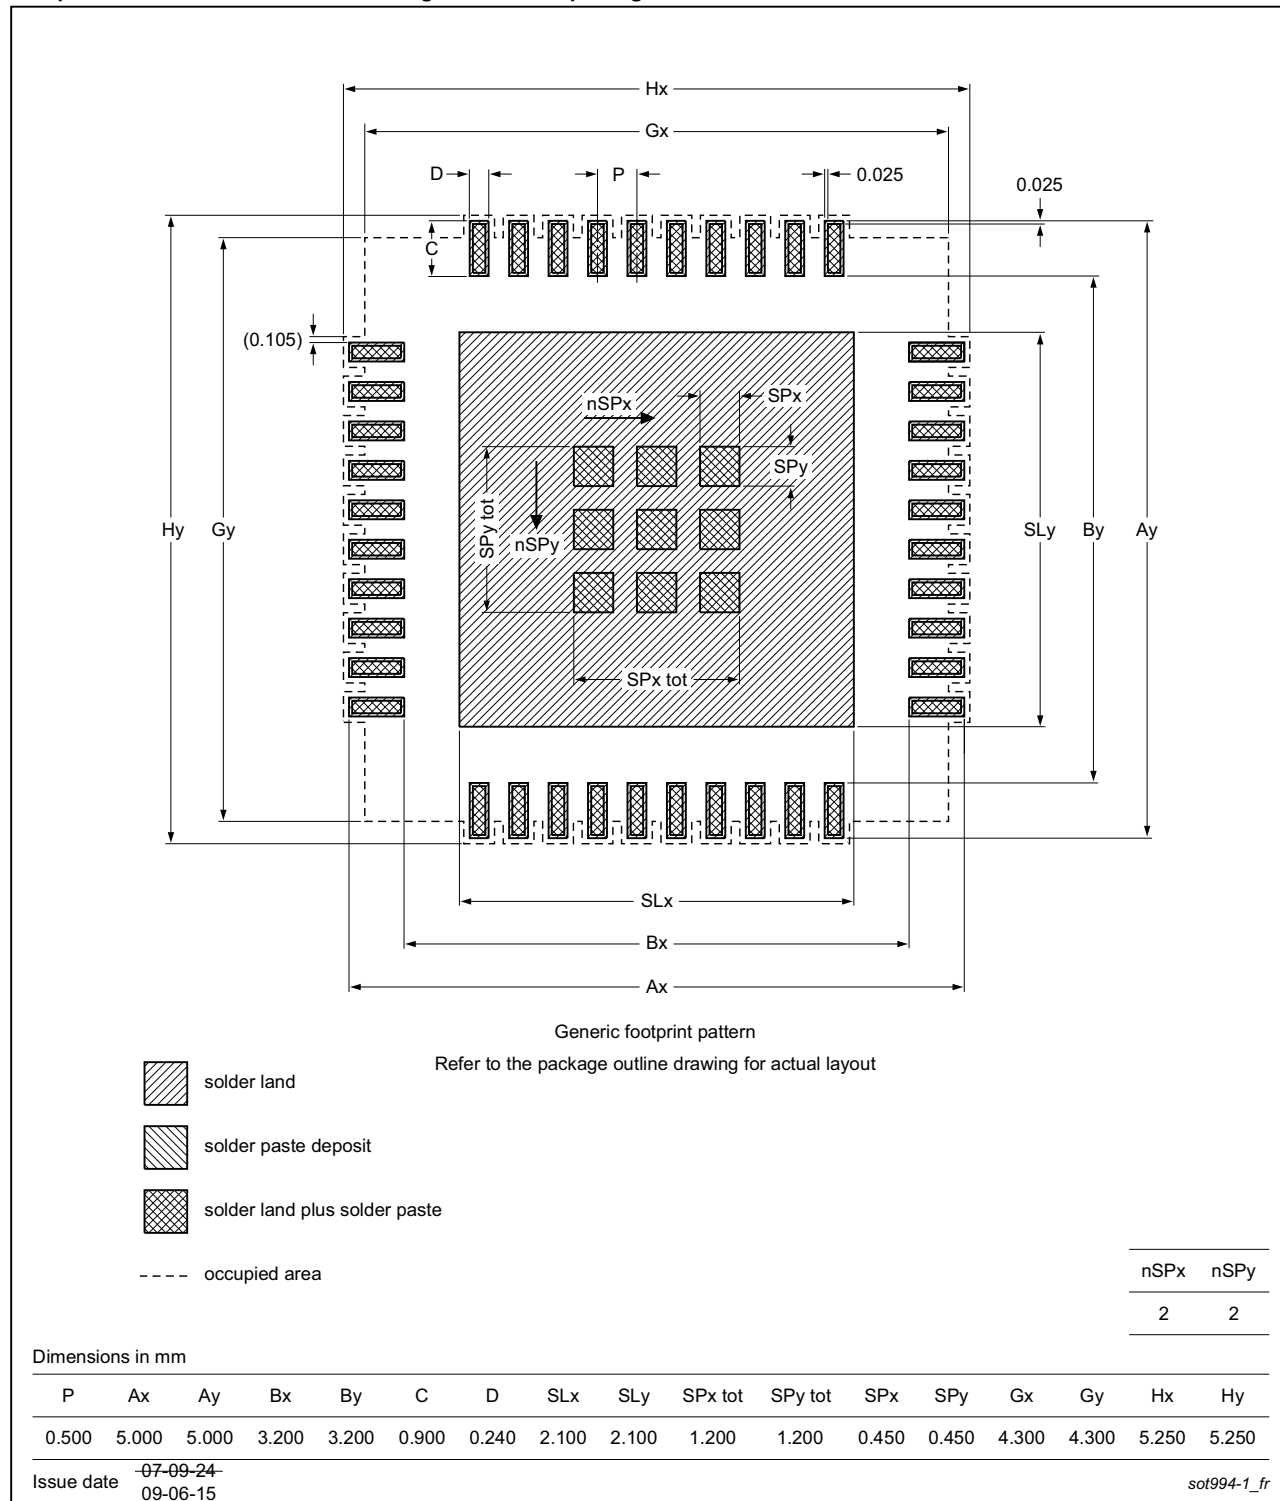 Hx
Gx
D
P
0.025
0.025
C
(0.105)
nSPx
SPx
SPy
SPy tot
nSPy
Hy
Gy
SLy
By
Ay
SPx tot
SLx
Bx
Ax
Generic footprint pattern
Refer to the package outline drawing for actual layout
solder land
solder paste deposit
solder land plus solder paste
occupied area
nSPx nSPy
2 2
Dimensions in mm
P Ax Ay Bx By C D SLx SLy SPx tot SPy tot SPx SPy Gx Gy Hx Hy
0.500 5.000 5.000 3.200 3.200 0.900 0.240 2.100 2.100 1.200 1.200 0.450 0.450 4.300 4.300 5.250 5.250
Issue date 07-09-24
09-06-15
sot994-1_fr